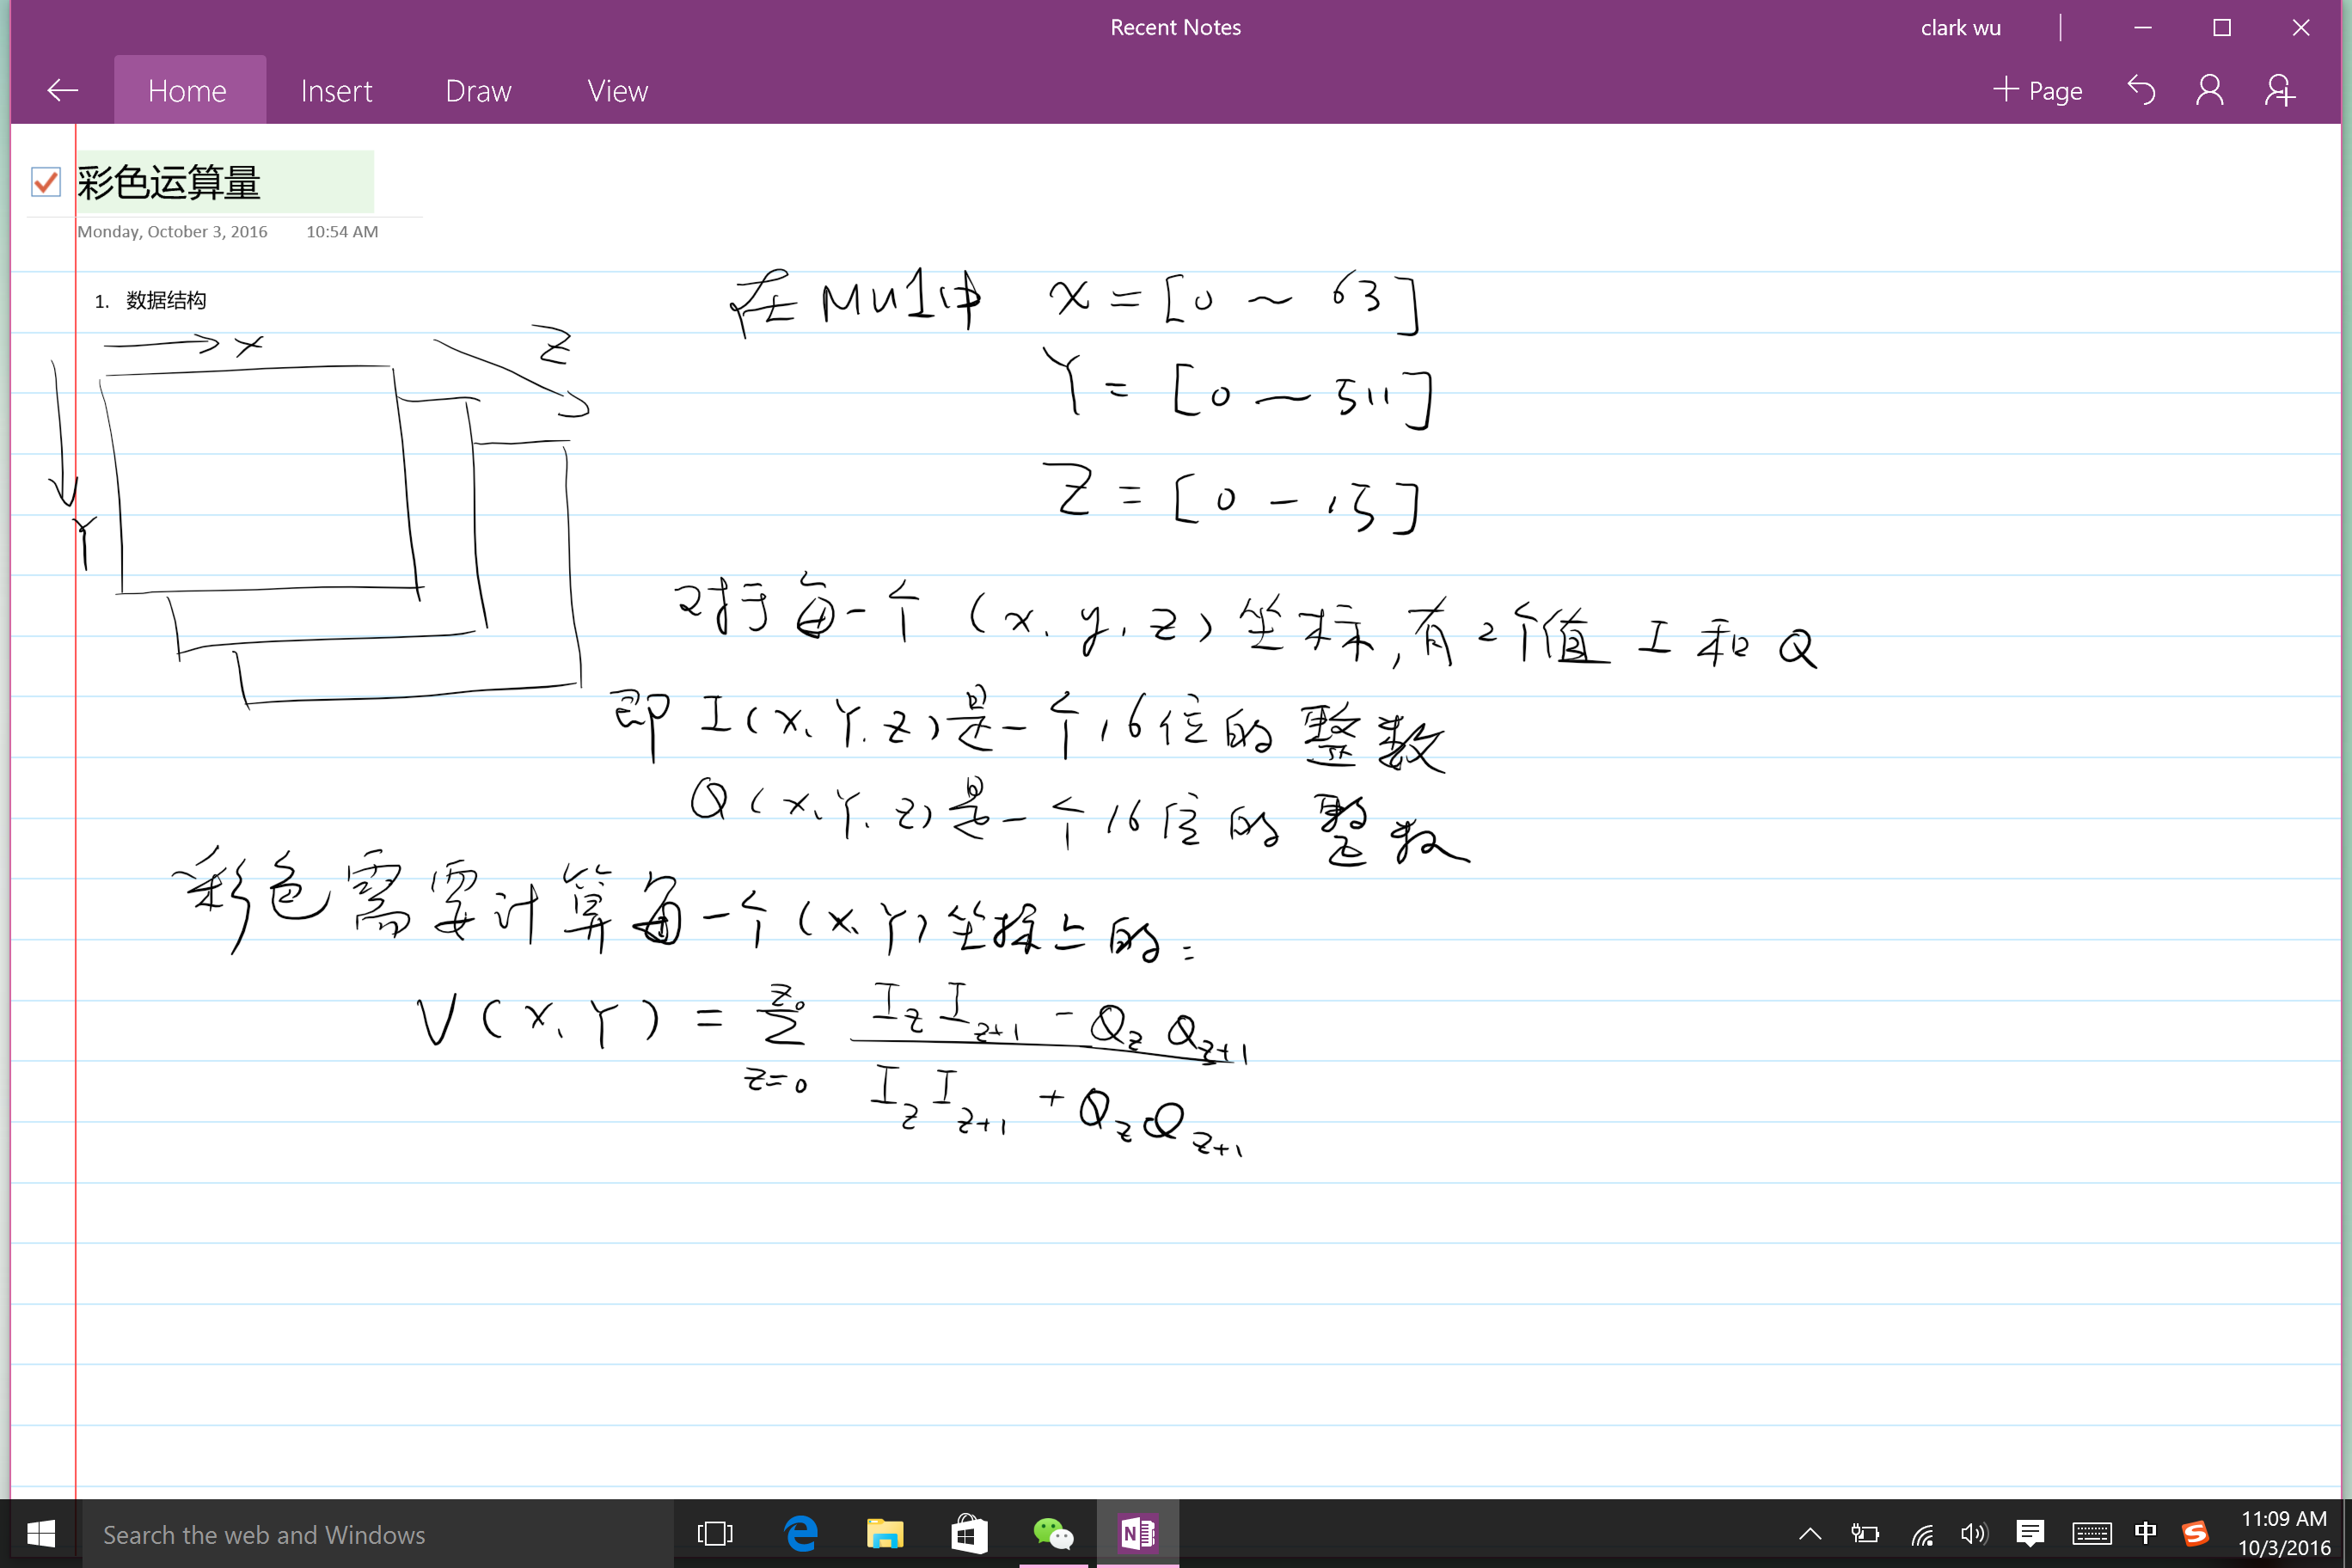 Recent Notes
clark wu
Home Insert Draw View
+ Page
彩色运算量
Monday, October 3, 2016 10:54 AM
1. 数据结构
X
Z
Y
在 Mu1中 X = [0 ~ 63]
Y = [0 — 511]
Z = [0 - 15]
对于每一个 (x、y、z) 坐标,有2个值 I 和 Q
即 I(X、Y、Z)是一个16位的整数
Q(X、Y、Z)是一个16位的整数
彩色需要计算每一个(X、Y)坐标上的:
V(X、Y) = \sum_{z=0}^{z_0} \frac{I_z I_{z+1} - Q_z Q_{z+1}}{I_z I_{z+1} + Q_z Q_{z+1}}
Search the web and Windows
中
11:09 AM
10/3/2016